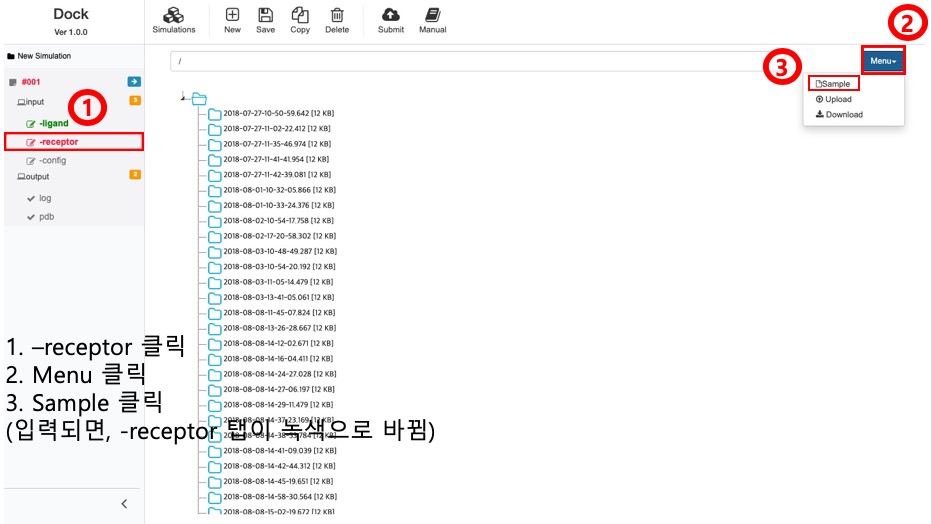 Dock
Ver 1.0.0
Simulations New Save Copy Delete Submit Manual
2
New Simulation
/
3
Menu
#001
Sample
input 3
1
Upload
-ligand
Download
-receptor
-config
output 2
log
pdb
2018-07-27-10-50-59.642 [12 KB]
2018-07-27-11-02-22.412 [12 KB]
2018-07-27-11-35-46.974 [12 KB]
2018-07-27-11-41-41.954 [12 KB]
2018-07-27-11-42-39.081 [12 KB]
2018-08-01-10-32-05.866 [12 KB]
2018-08-01-10-33-24.376 [12 KB]
2018-08-02-10-54-17.758 [12 KB]
2018-08-02-17-20-58.302 [12 KB]
2018-08-03-10-48-49.287 [12 KB]
2018-08-03-10-54-20.192 [12 KB]
2018-08-03-11-05-14.479 [12 KB]
2018-08-03-13-41-05.061 [12 KB]
2018-08-08-11-45-07.824 [12 KB]
2018-08-08-13-26-28.667 [12 KB]
2018-08-08-14-12-02.671 [12 KB]
2018-08-08-14-16-04.411 [12 KB]
2018-08-08-14-24-27.028 [12 KB]
2018-08-08-14-27-06.197 [12 KB]
2018-08-08-14-29-11.479 [12 KB]
2018-08-08-14-37-23.169 [12 KB]
2018-08-08-14-41-09.039 [12 KB]
2018-08-08-14-42-44.312 [12 KB]
2018-08-08-14-45-19.651 [12 KB]
2018-08-08-14-58-30.564 [12 KB]
2018-08-08-15-02-19.672 [12 KB]
1. –receptor 클릭
2. Menu 클릭
3. Sample 클릭
(입력되면, -receptor 탭이 녹색으로 바뀜)